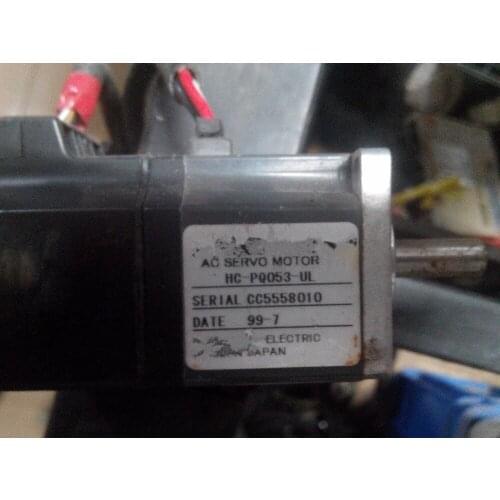 AC SERVO MOTOR
HC-PQ053-UL
SERIAL CC5558010
DATE 99-7
ELECTRIC
JAPAN